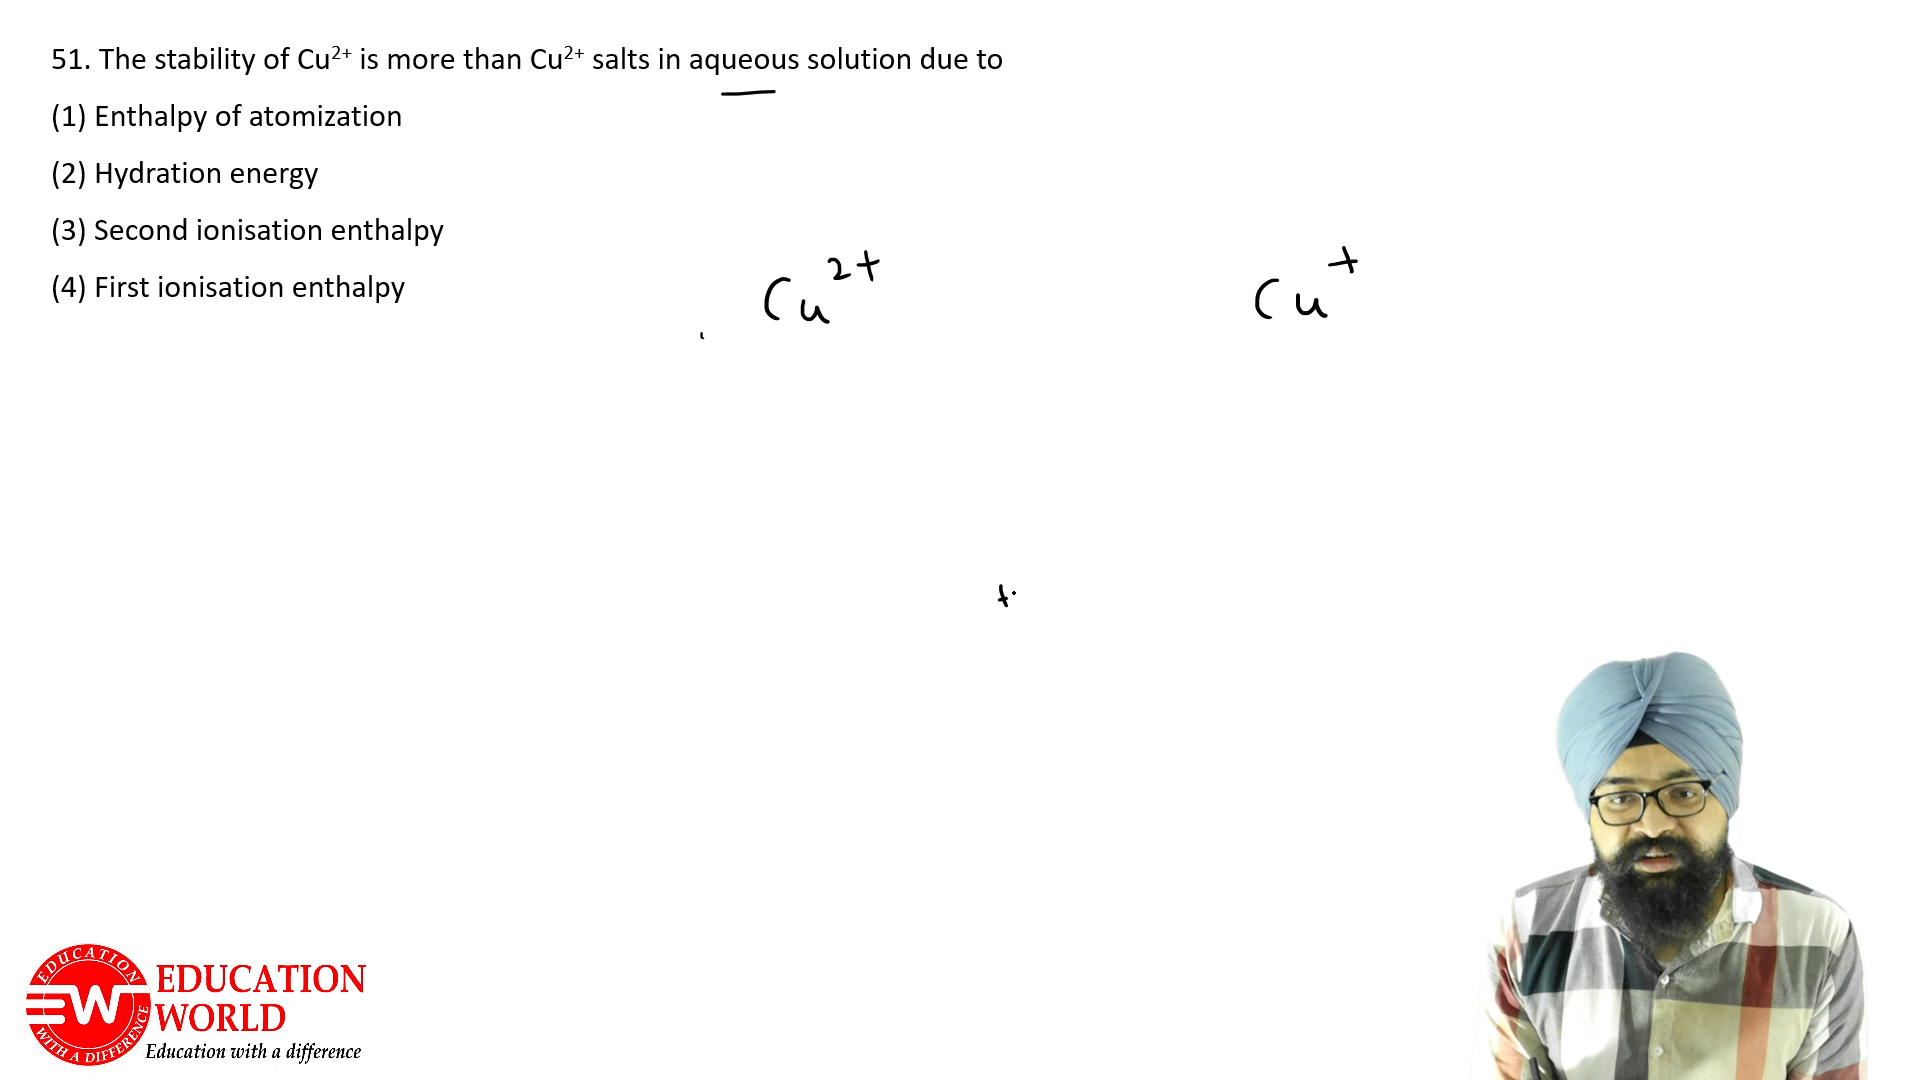 51. The stability of Cu²⁺ is more than Cu²⁺ salts in aqueous solution due to
(1) Enthalpy of atomization
(2) Hydration energy
(3) Second ionisation enthalpy
(4) First ionisation enthalpy
Cu²⁺ Cu⁺
EDUCATION
WITH A DIFFERENCE
EW
EDUCATION
WORLD
Education with a difference